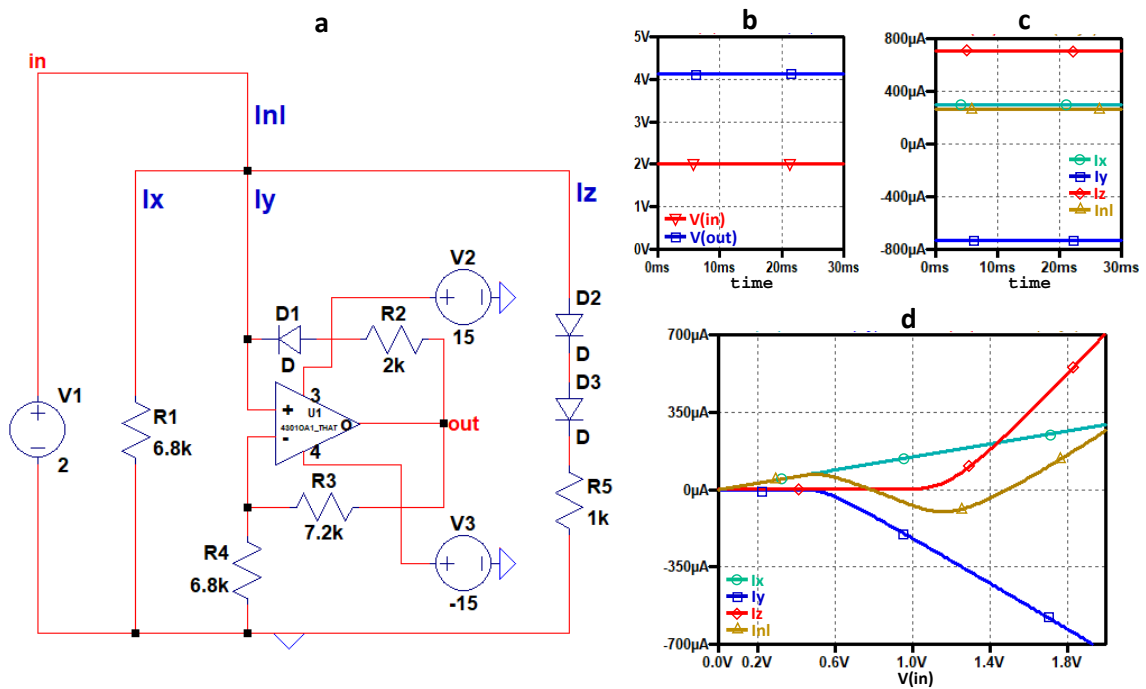 a
in
Inl
Ix
Iy
Iz
V2
15
D1
D
R2
2k
D2
D
D3
D
V1
2
R1
6.8k
+
-
3
U1
4301OA1_THAT
O
4
out
R3
7.2k
R4
6.8k
V3
-15
R5
1k
b
5V
4V
3V
2V
1V
0V
V(in)
V(out)
0ms 10ms 20ms 30ms
time
c
800µA
400µA
0µA
-400µA
-800µA
Ix
Iy
Iz
Inl
0ms 10ms 20ms 30ms
time
d
700µA
350µA
0µA
-350µA
-700µA
Ix
Iy
Iz
Inl
0.0V 0.2V 0.6V 1.0V 1.4V 1.8V
V(in)